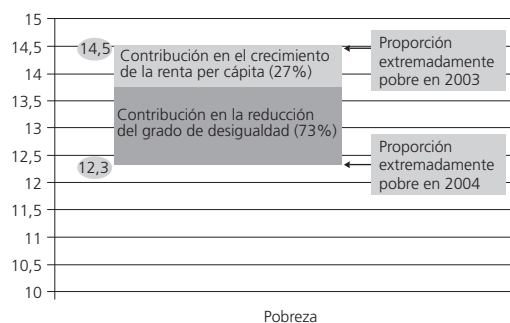 15
14,5
14
13,5
13
12,5
12
11,5
11
10,5
10
14,5
Contribución en el crecimiento
de la renta per cápita (27%)
Proporción
extremadamente
pobre en 2003
Contribución en la reducción
del grado de desigualdad (73%)
12,3
Proporción
extremadamente
pobre en 2004
Pobreza